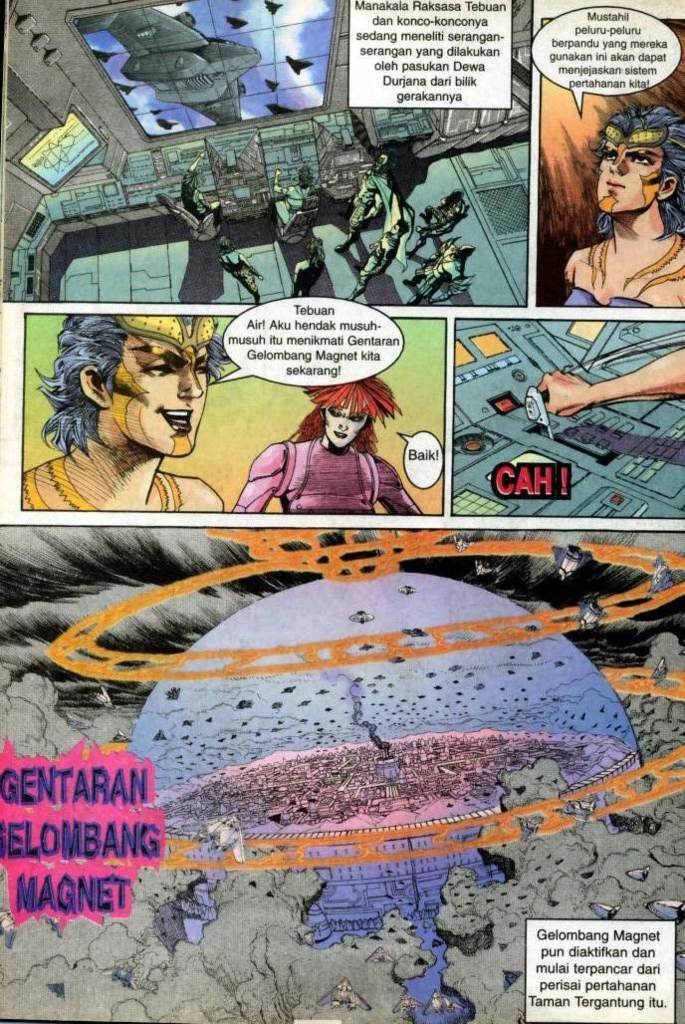 Manakala Raksasa Tebuan
dan konco-konconya
sedang meneliti serangan-
serangan yang dilakukan
oleh pasukan Dewa
Durjana dari bilik
gerakannya
Mustahil
peluru-peluru
berpandu yang mereka
gunakan ini akan dapat
menjejaskan sistem
pertahanan kita!
Tebuan
Air! Aku hendak musuh-
musuh itu menikmati Gentaran
Gelombang Magnet kita
sekarang!
Baik!
CAH!
GENTARAN
GELOMBANG
MAGNET
Gelombang Magnet
pun diaktifkan dan
mulai terpancar dari
perisai pertahanan
Taman Tergantung itu.